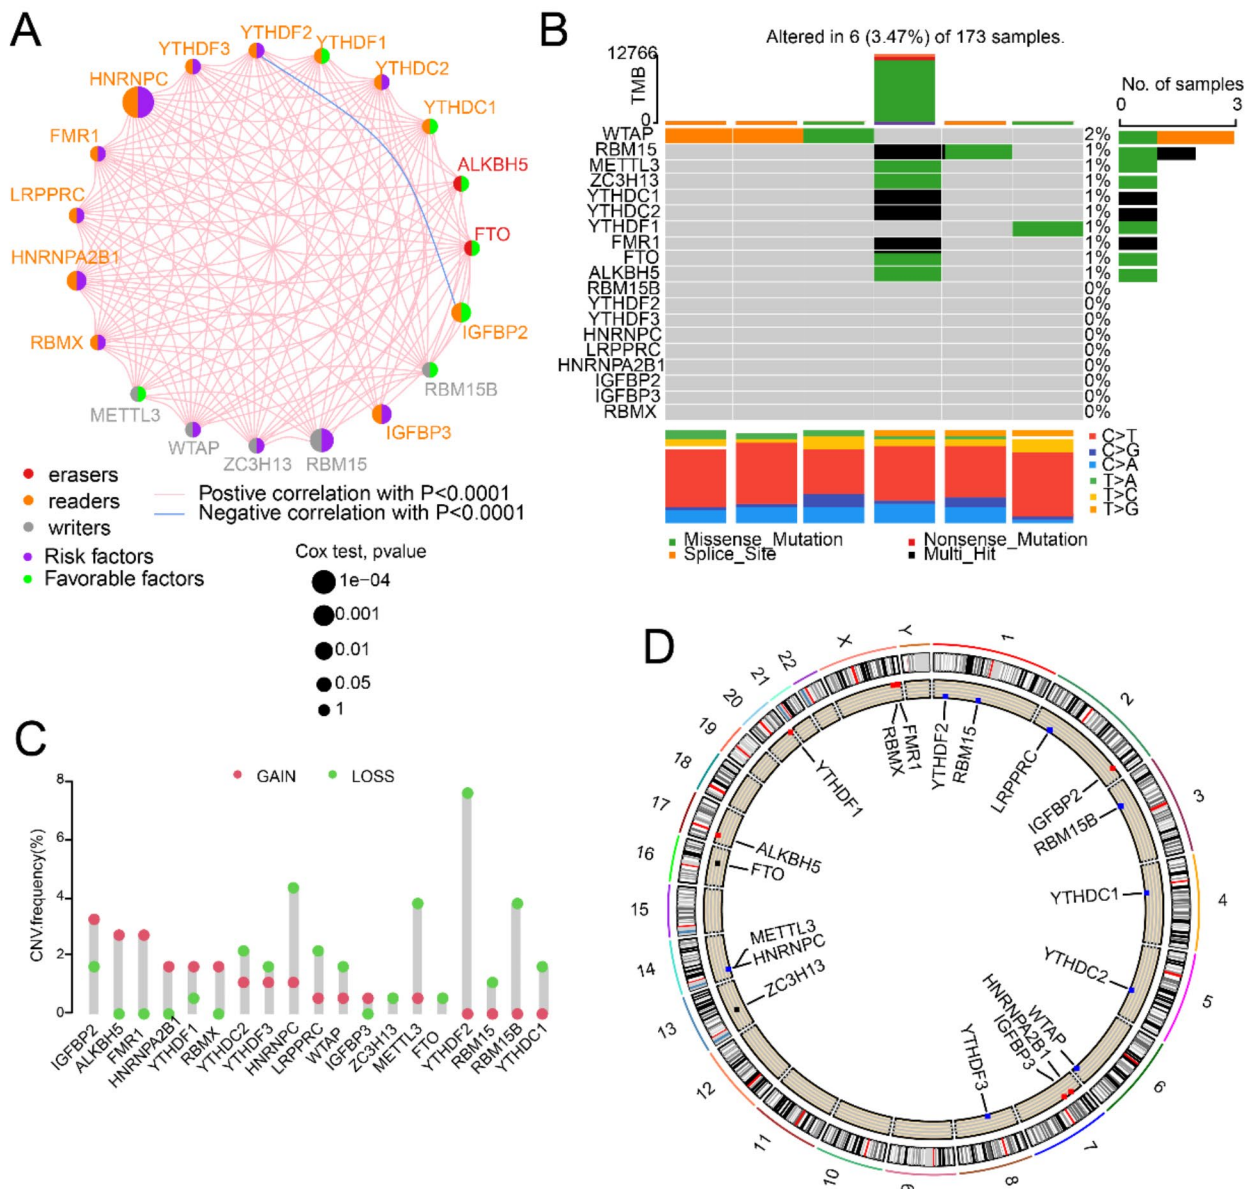 A
YTHDF2
YTHDF1
YTHDF3
YTHDC2
HNRNPC
YTHDC1
FMR1
ALKBH5
LRPPRC
FTO
HNRNPA2B1
IGFBP2
RBMX
RBM15B
METTL3
IGFBP3
WTAP
ZC3H13
RBM15
erasers
readers
writers
Risk factors
Favorable factors
Postive correlation with P<0.0001
Negative correlation with P<0.0001
Cox test, pvalue
1e-04
0.001
0.01
0.05
1
B
Altered in 6 (3.47%) of 173 samples.
12766
TMB
0
No. of samples
0 3
WTAP 2%
RBM15 1%
METTL3 1%
ZC3H13 1%
YTHDC1 1%
YTHDC2 1%
YTHDF1 1%
FMR1 1%
FTO 1%
ALKBH5 1%
RBM15B 0%
YTHDF2 0%
YTHDF3 0%
HNRNPC 0%
LRPPRC 0%
HNRNPA2B1 0%
IGFBP2 0%
IGFBP3 0%
RBMX 0%
C>T
C>G
C>A
T>A
T>C
T>G
Missense_Mutation
Nonsense_Mutation
Splice_Site
Multi_Hit
C
GAIN LOSS
CNV.frequency(%)
8
6
4
2
0
IGFBP2
ALKBH5
FMR1
HNRNPA2B1
YTHDF1
RBMX
YTHDC2
YTHDF3
HNRNPC
LRPPRC
WTAP
IGFBP3
ZC3H13
METTL3
FTO
YTHDF2
RBM15
RBM15B
YTHDC1
D
1
2
3
4
5
6
7
8
9
10
11
12
13
14
15
16
17
18
19
20
21
22
X
Y
YTHDF2
RBM15
LRPPRC
IGFBP2
RBM15B
YTHDC1
YTHDC2
WTAP
HNRNPA2B1
IGFBP3
YTHDF3
ZC3H13
HNRNPC
METTL3
FTO
ALKBH5
YTHDF1
RBMX
FMR1